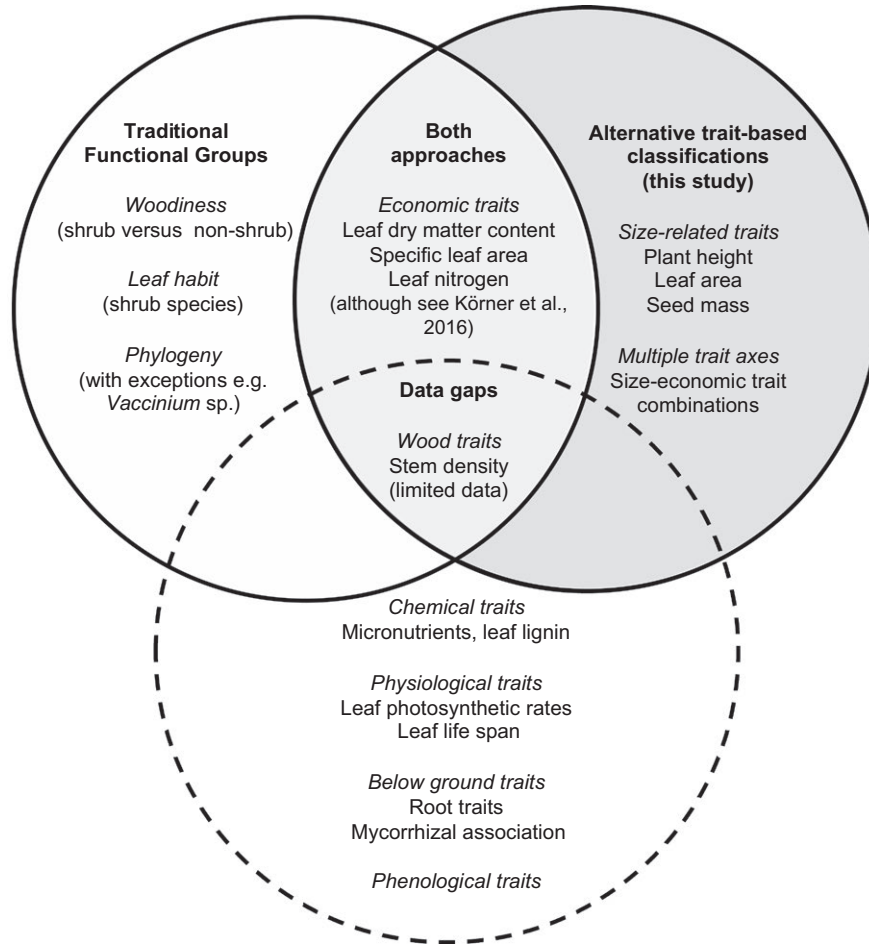 Traditional
Functional Groups
Woodiness
(shrub versus non-shrub)
Leaf habit
(shrub species)
Phylogeny
(with exceptions e.g.
Vaccinium sp.)
Both
approaches
Economic traits
Leaf dry matter content
Specific leaf area
Leaf nitrogen
(although see Körner et al.,
2016)
Alternative trait-based
classifications
(this study)
Size-related traits
Plant height
Leaf area
Seed mass
Multiple trait axes
Size-economic trait
combinations
Data gaps
Wood traits
Stem density
(limited data)
Chemical traits
Micronutrients, leaf lignin
Physiological traits
Leaf photosynthetic rates
Leaf life span
Below ground traits
Root traits
Mycorrhizal association
Phenological traits